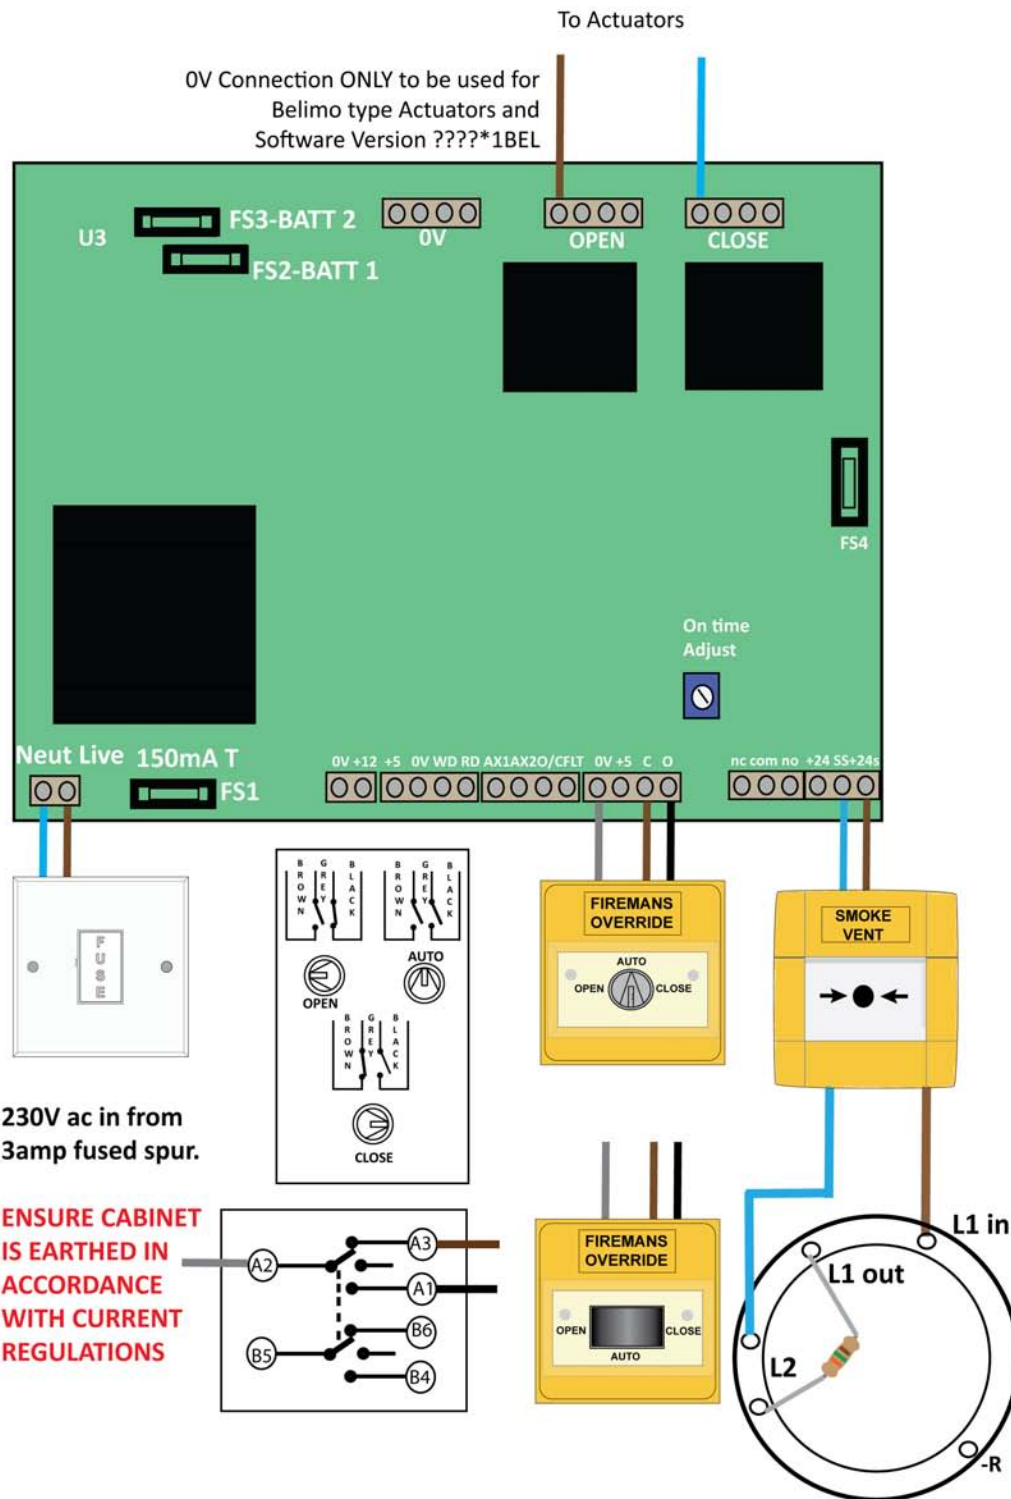 To Actuators
0V Connection ONLY to be used for
Belimo type Actuators and
Software Version ????*1BEL
U3
FS3-BATT 2
FS2-BATT 1
0V
OPEN
CLOSE
FS4
On time
Adjust
Neut Live
150mA T
FS1
0V +12 +5 0V WD RD AX1AX2O/CFLT 0V +5 C O
nc com no +24 SS+24s
FUSE
BROWN
GREY
BLACK
BROWN
GREY
BLACK
OPEN
AUTO
BROWN
GREY
BLACK
CLOSE
FIREMANS
OVERRIDE
AUTO
OPEN
CLOSE
SMOKE
VENT
230V ac in from
3amp fused spur.
ENSURE CABINET
IS EARTHED IN
ACCORDANCE
WITH CURRENT
REGULATIONS
A2
A3
A1
B5
B6
B4
FIREMANS
OVERRIDE
OPEN
CLOSE
AUTO
L1 in
L1 out
L2
-R